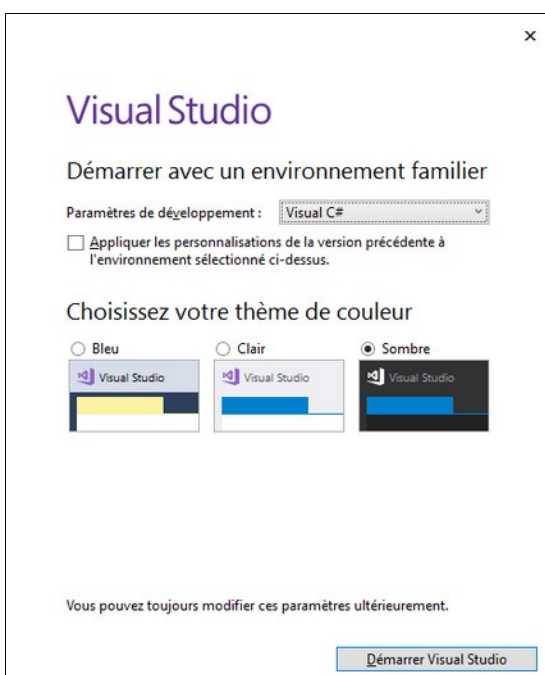 Visual Studio
Démarrer avec un environnement familier
Paramètres de développement : Visual C#
Appliquer les personnalisations de la version précédente à
l'environnement sélectionné ci-dessus.
Choisissez votre thème de couleur
Bleu Clair Sombre
Visual Studio Visual Studio Visual Studio
Vous pouvez toujours modifier ces paramètres ultérieurement.
Démarrer Visual Studio